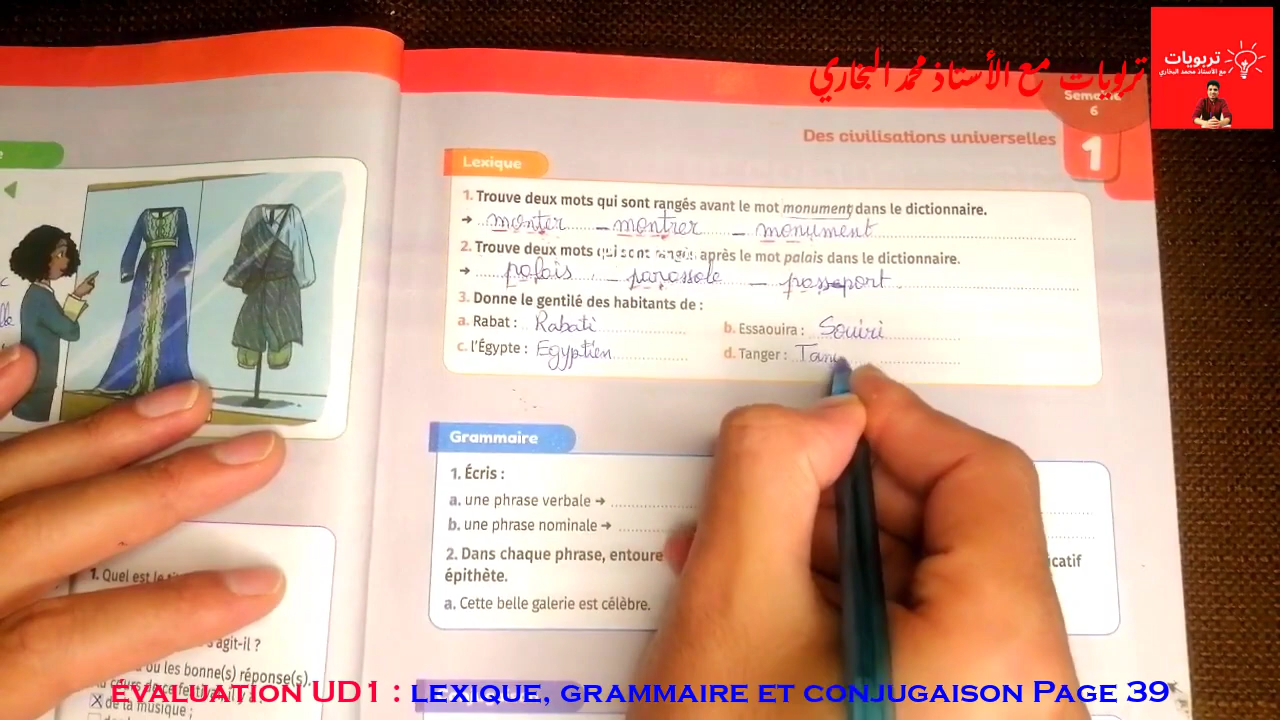 تربويات مع الأستاذ محمد البخاري
تربويات
مع الأستاذ محمد البخاري
Semaine
6
Des civilisations universelles
1
Lexique
1. Trouve deux mots qui sont rangés avant le mot monument dans le dictionnaire.
→ monter – montrer – monument
2. Trouve deux mots qui sont rangés après le mot palais dans le dictionnaire.
→ palais – parassole – passeport.
3. Donne le gentilé des habitants de :
a. Rabat : Rabati
b. Essaouira : Souiri
c. l'Égypte : Egyptien
d. Tanger : Tan
Grammaire
1. Écris :
a. une phrase verbale →
b. une phrase nominale →
2. Dans chaque phrase, entoure
épithète.
a. Cette belle galerie est célèbre.
1. Quel est le
s'agit-il ?
ou les bonne(s) réponse(s).
X de la musique ;
Évaluation UD1 : lexique, grammaire et conjugaison Page 39